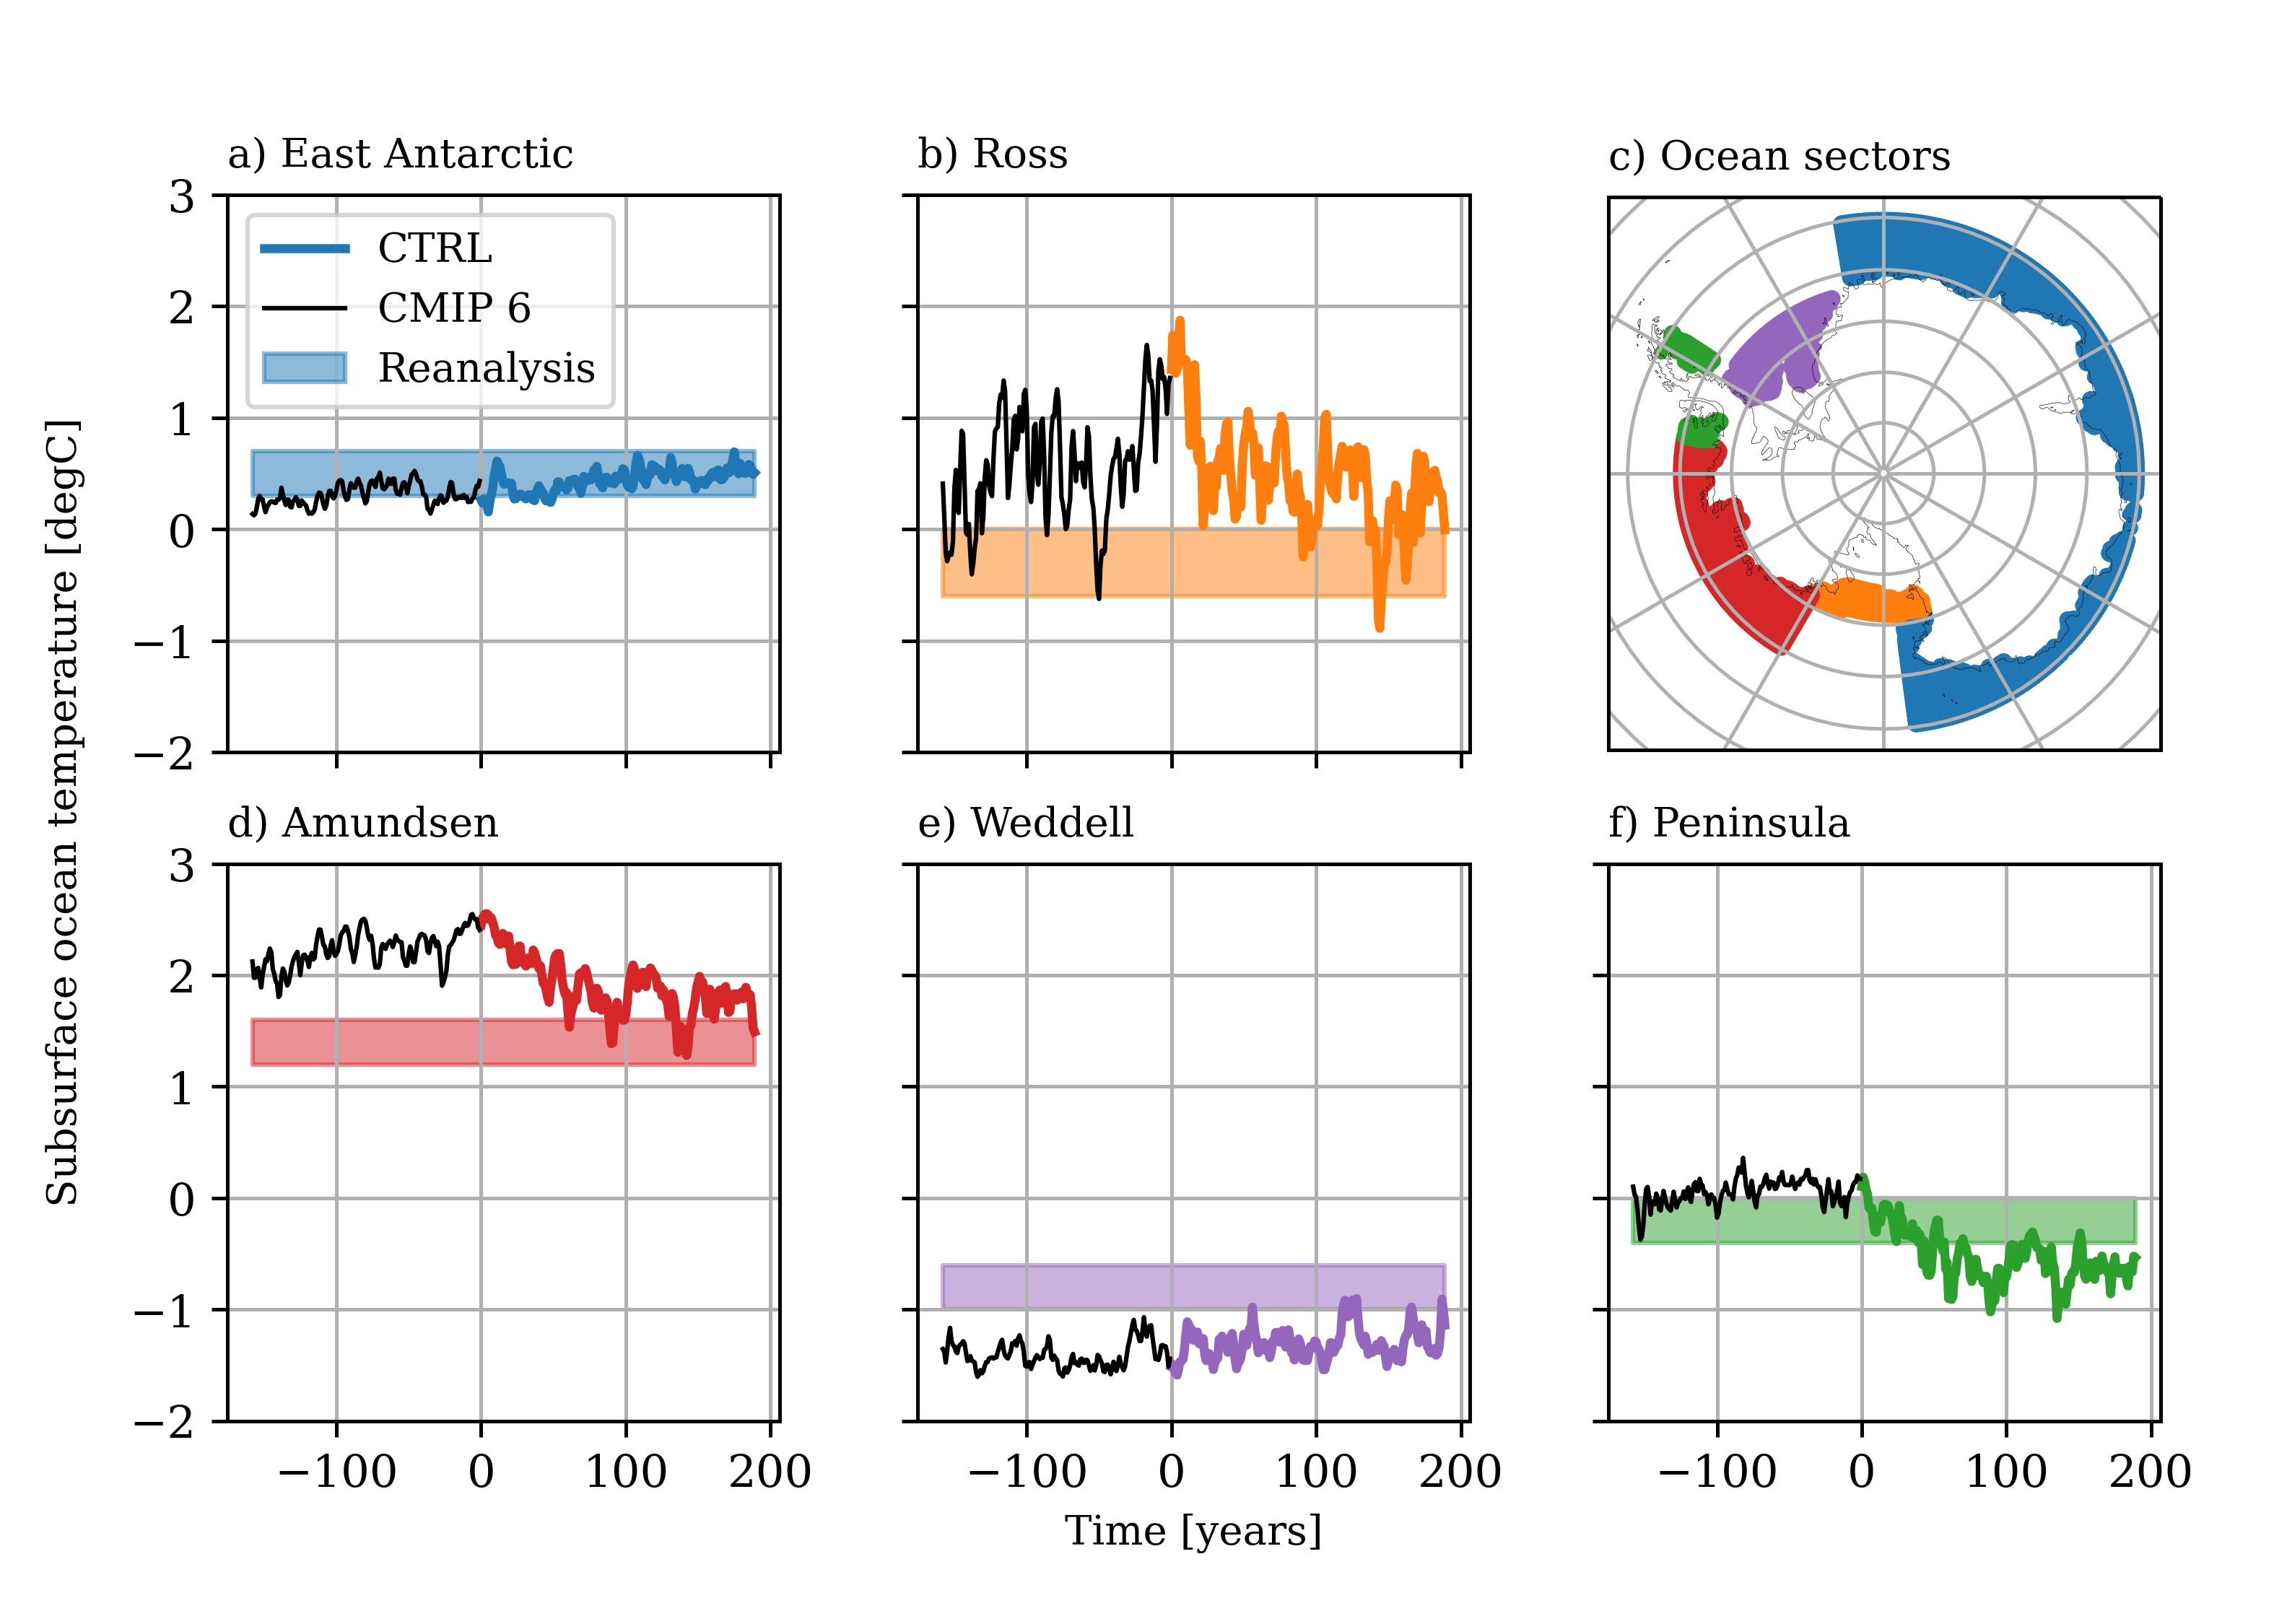 a) East Antarctic
b) Ross
c) Ocean sectors
3
2
1
0
−1
−2
CTRL
CMIP 6
Reanalysis
Subsurface ocean temperature [degC]
d) Amundsen
e) Weddell
f) Peninsula
3
2
1
0
−1
−2
−100 0 100 200
−100 0 100 200
−100 0 100 200
Time [years]